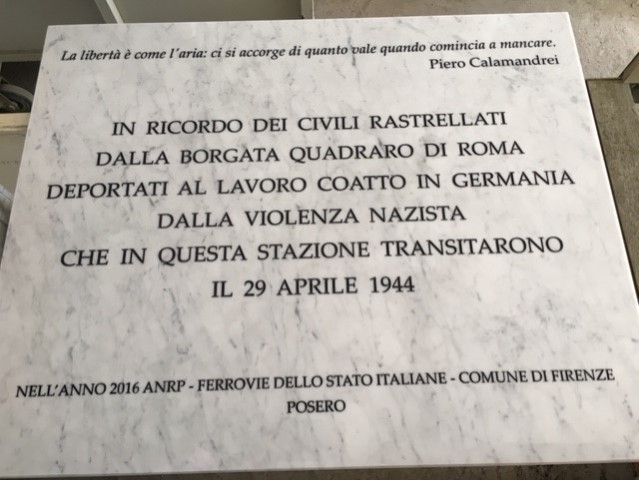 La libertà è come l'aria: ci si accorge di quanto vale quando comincia a mancare.
Piero Calamandrei
IN RICORDO DEI CIVILI RASTRELLATI
DALLA BORGATA QUADRARO DI ROMA
DEPORTATI AL LAVORO COATTO IN GERMANIA
DALLA VIOLENZA NAZISTA
CHE IN QUESTA STAZIONE TRANSITARONO
IL 29 APRILE 1944
NELL'ANNO 2016 ANRP - FERROVIE DELLO STATO ITALIANE - COMUNE DI FIRENZE
POSERO